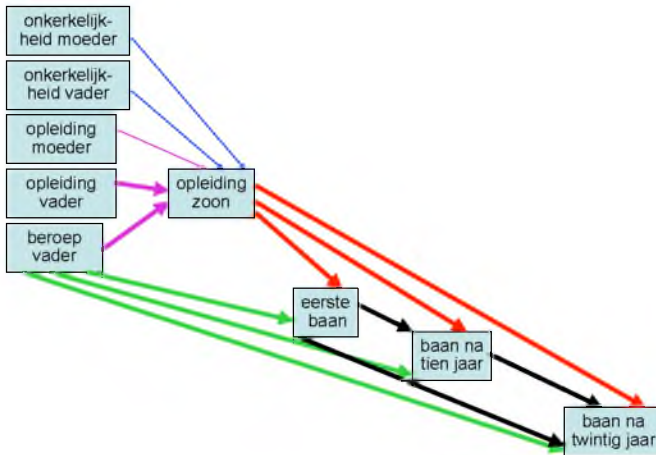 onkerkelijk-
heid moeder
onkerkelijk-
heid vader
opleiding
moeder
opleiding
vader
beroep
vader
opleiding
zoon
eerste
baan
baan na
tien jaar
baan na
twintig jaar